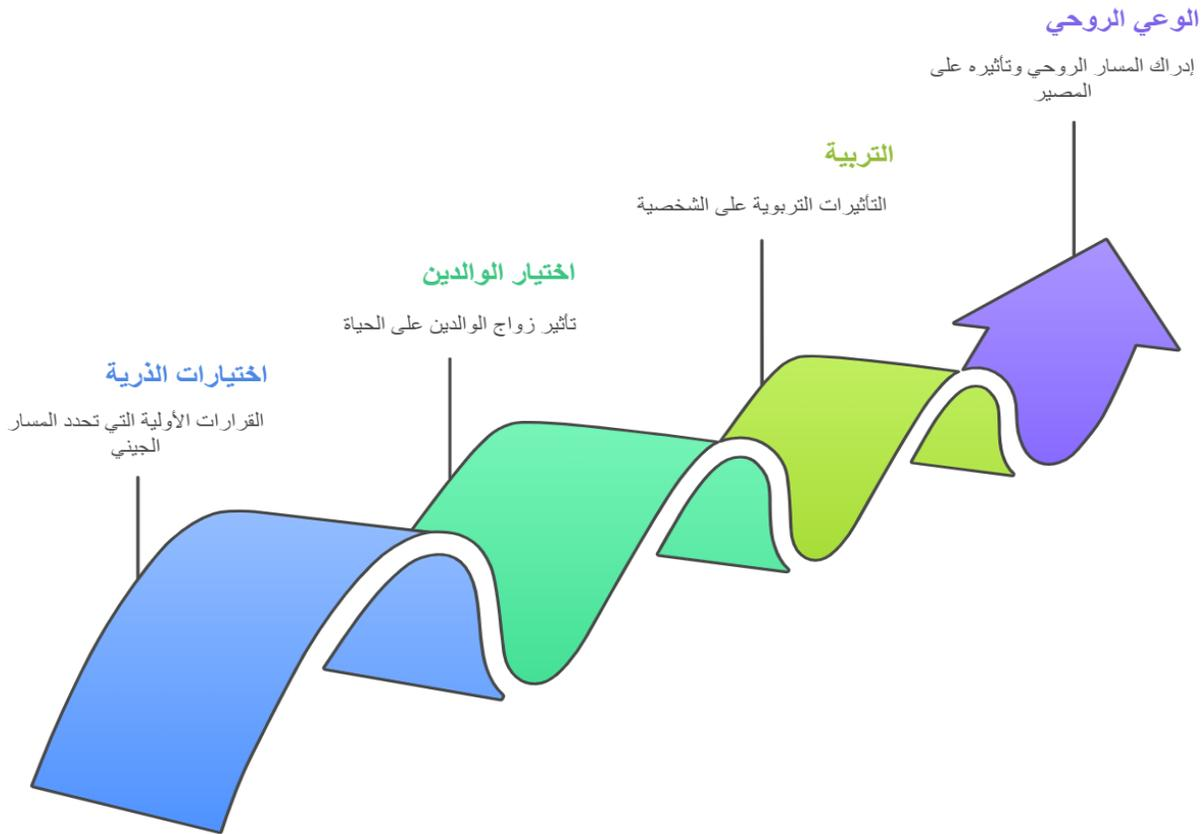 الوعي الروحي
إدراك المسار الروحي وتأثيره على
المصير
التربية
التأثيرات التربوية على الشخصية
اختيار الوالدين
تأثير زواج الوالدين على الحياة
اختيارات الذرية
القرارات الأولية التي تحدد المسار
الجيني